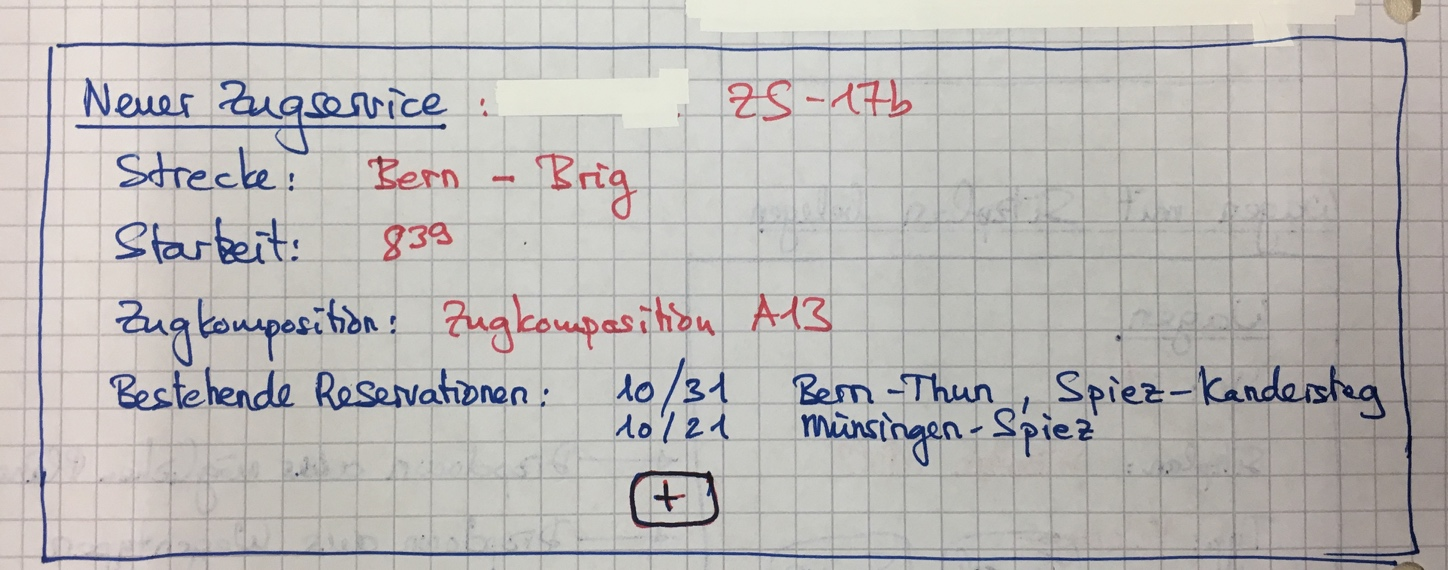 Neuer Zugservice : ZS-17b
Strecke: Bern - Brig
Startzeit: 8³⁹
Zugkomposition: Zugkomposition A13
Bestehende Reservationen: 10/31 Bern-Thun, Spiez-Kandersteg
10/21 Münsingen-Spiez
+